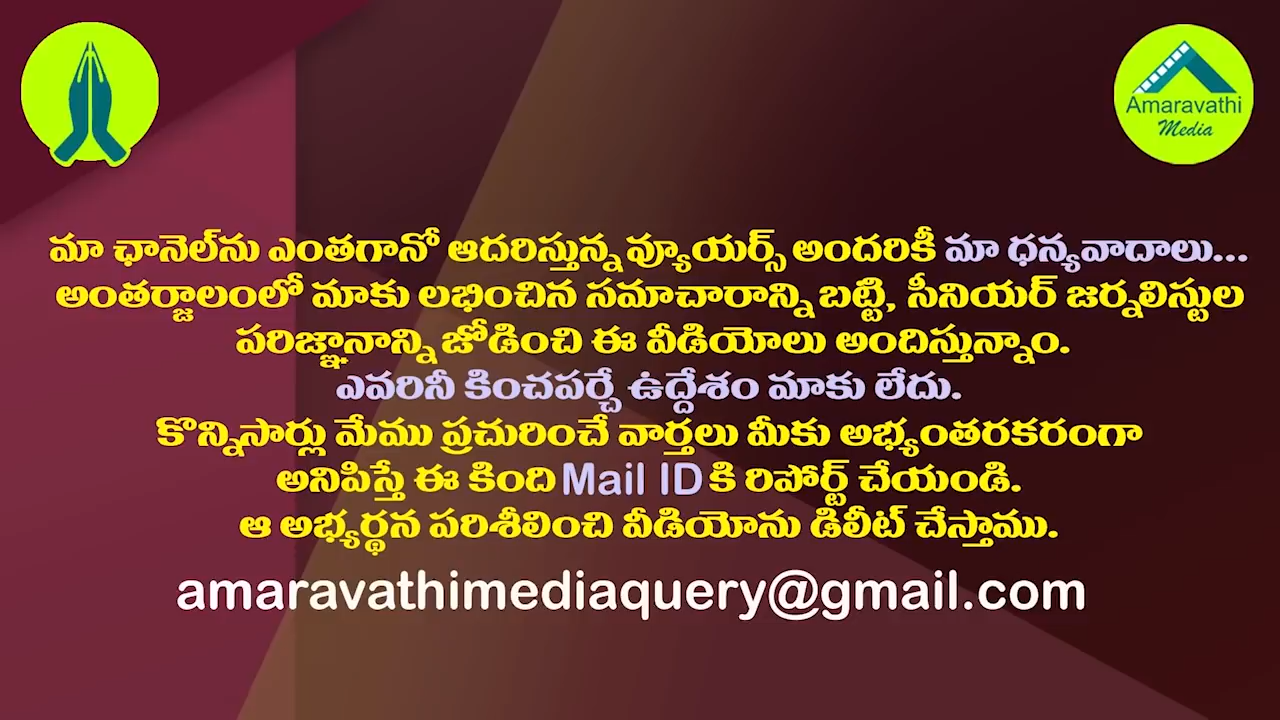 Amaravathi
Media
మా ఛానెల్‌ను ఎంతగానో ఆదరిస్తున్న వ్యూయర్స్ అందరికీ మా ధన్యవాదాలు...
అంతర్జాలంలో మాకు లభించిన సమాచారాన్ని బట్టి, సీనియర్ జర్నలిస్టుల
పరిజ్ఞానాన్ని జోడించి ఈ వీడియోలు అందిస్తున్నాం.
ఎవరినీ కించపర్చే ఉద్దేశం మాకు లేదు.
కొన్నిసార్లు మేము ప్రచురించే వార్తలు మీకు అభ్యంతరకరంగా
అనిపిస్తే ఈ కింది Mail ID కి రిపోర్ట్ చేయండి.
ఆ అభ్యర్థన పరిశీలించి వీడియోను డిలీట్ చేస్తాము.
amaravathimediaquery@gmail.com